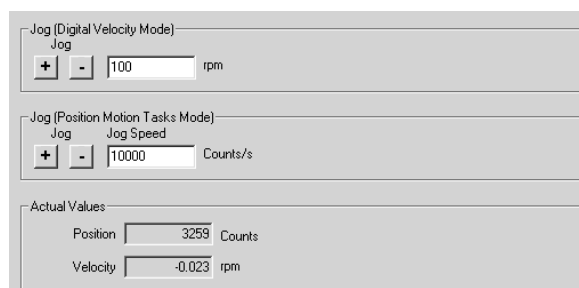 Jog (Digital Velocity Mode)
Jog
+ - 100 rpm
Jog (Position Motion Tasks Mode)
Jog Jog Speed
+ - 10000 Counts/s
Actual Values
Position 3259 Counts
Velocity -0.023 rpm